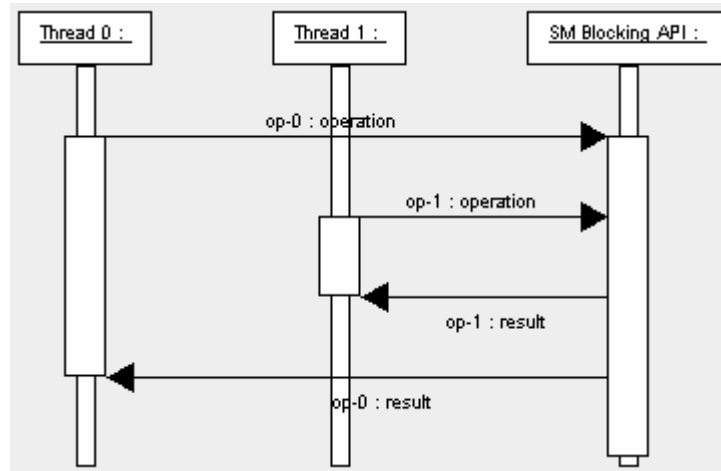 Thread 0 :
Thread 1 :
SM Blocking API :
op-0 : operation
op-1 : operation
op-1 : result
op-0 : result